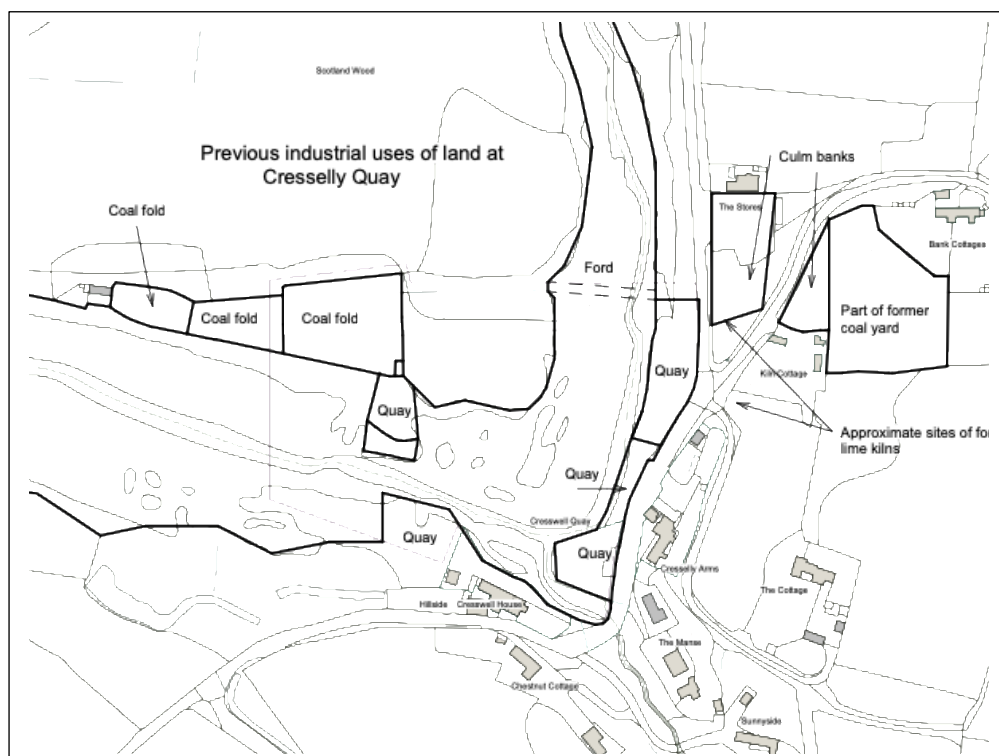 Scotland Wood
Previous industrial uses of land at
Cresselly Quay
Culm banks
Coal fold
The Stores
Bank Cottages
Ford
Coal fold
Coal fold
Part of former
coal yard
Quay
Kiln Cottage
Quay
Approximate sites of for
lime kilns
Quay
Cresswell Quay
Quay
Quay
Cresselly Arms
The Cottage
Hillside
Cresswell House
The Manse
Chestnut Cottage
Sunnyside